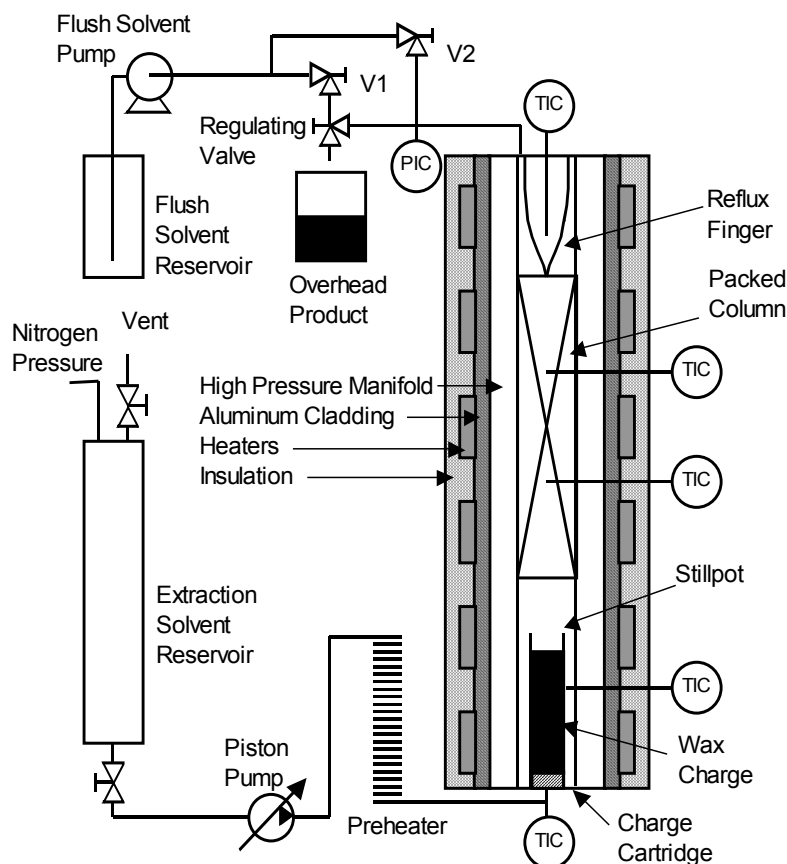 Flush Solvent
Pump
V2
V1
TIC
Regulating
Valve
PIC
Flush
Solvent
Reservoir
Reflux
Finger
Overhead
Product
Packed
Column
Vent
Nitrogen
Pressure
TIC
High Pressure Manifold
Aluminum Cladding
Heaters
Insulation
TIC
Stillpot
Extraction
Solvent
Reservoir
TIC
Wax
Charge
Piston
Pump
Preheater
TIC
Charge
Cartridge